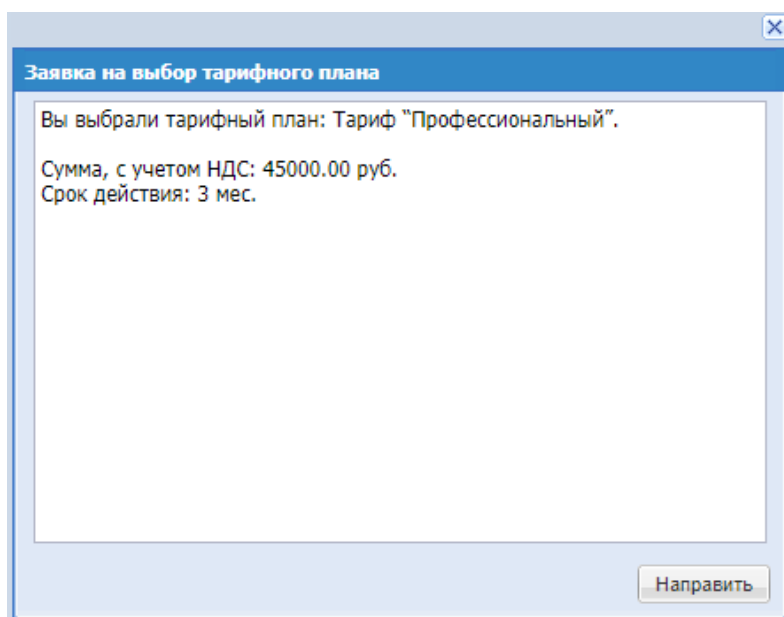 Заявка на выбор тарифного плана
Вы выбрали тарифный план: Тариф “Профессиональный”.
Сумма, с учетом НДС: 45000.00 руб.
Срок действия: 3 мес.
Направить